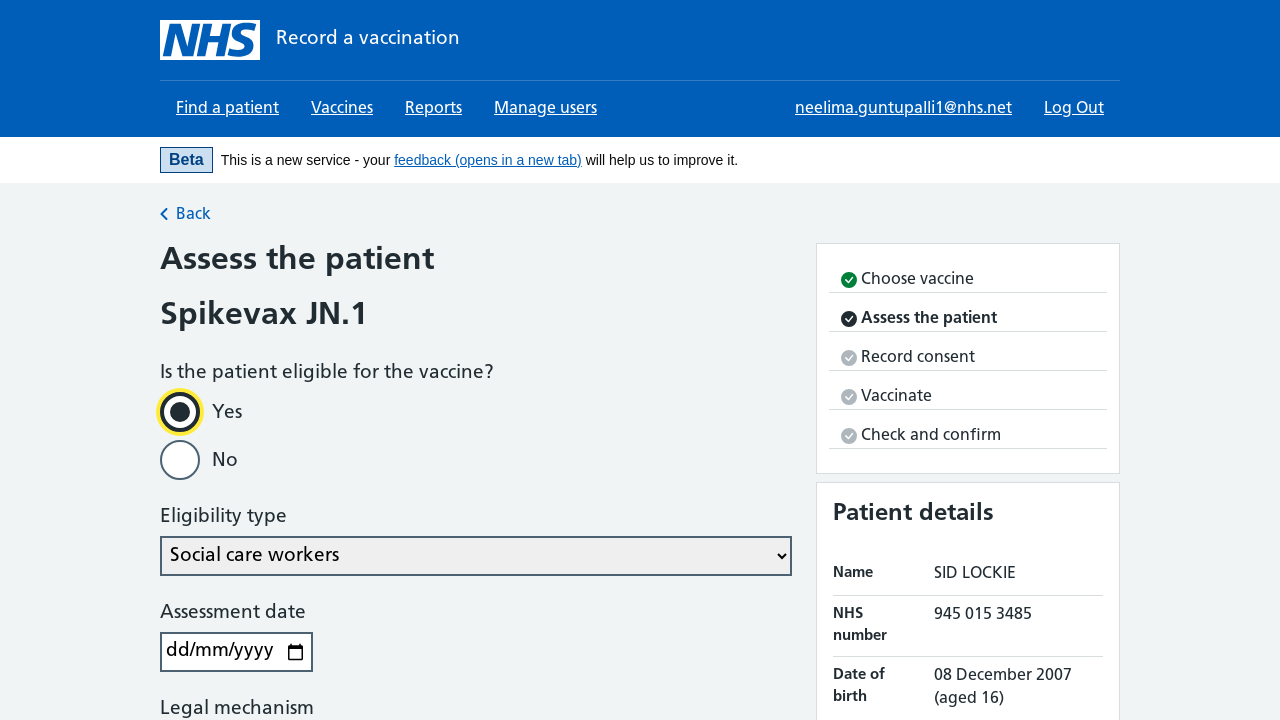 NHS Record a vaccination
Find a patient Vaccines Reports Manage users neelima.guntupalli1@nhs.net Log Out
Beta This is a new service - your feedback (opens in a new tab) will help us to improve it.
Back
Assess the patient
Spikevax JN.1
Is the patient eligible for the vaccine?
Yes
No
Eligibility type
Social care workers
Assessment date
dd/mm/yyyy
Legal mechanism
Choose vaccine
Assess the patient
Record consent
Vaccinate
Check and confirm
Patient details
Name SID LOCKIE
NHS number 945 015 3485
Date of birth 08 December 2007 (aged 16)